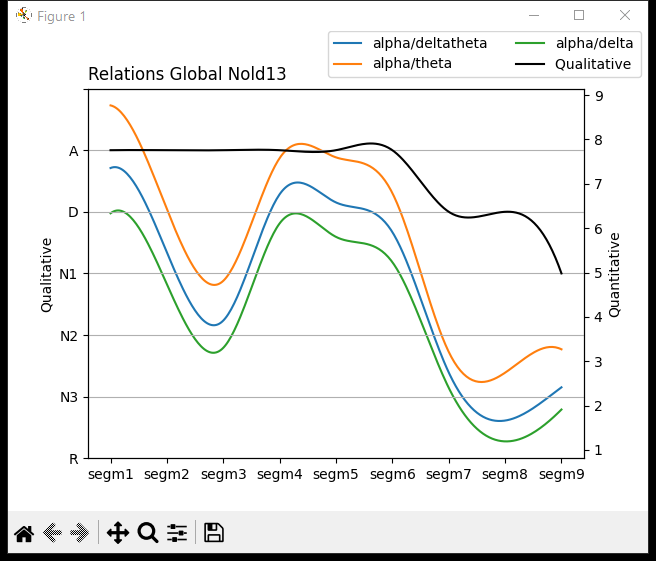 Figure 1
alpha/deltatheta
alpha/theta
alpha/delta
Qualitative
Relations Global Nold13
Qualitative
A
D
N1
N2
N3
R
9
8
7
6
5
4
3
2
1
Quantitative
segm1 segm2 segm3 segm4 segm5 segm6 segm7 segm8 segm9